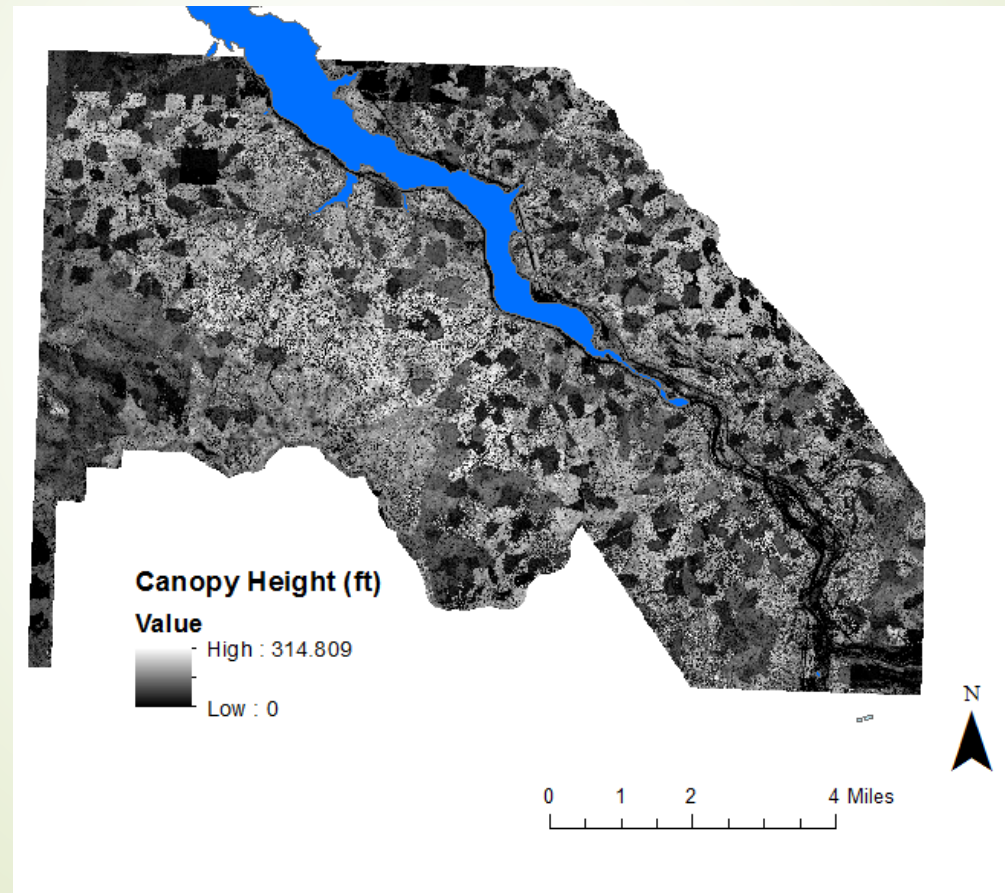 Canopy Height (ft)
Value
High : 314.809
Low : 0
N
0 1 2 4 Miles